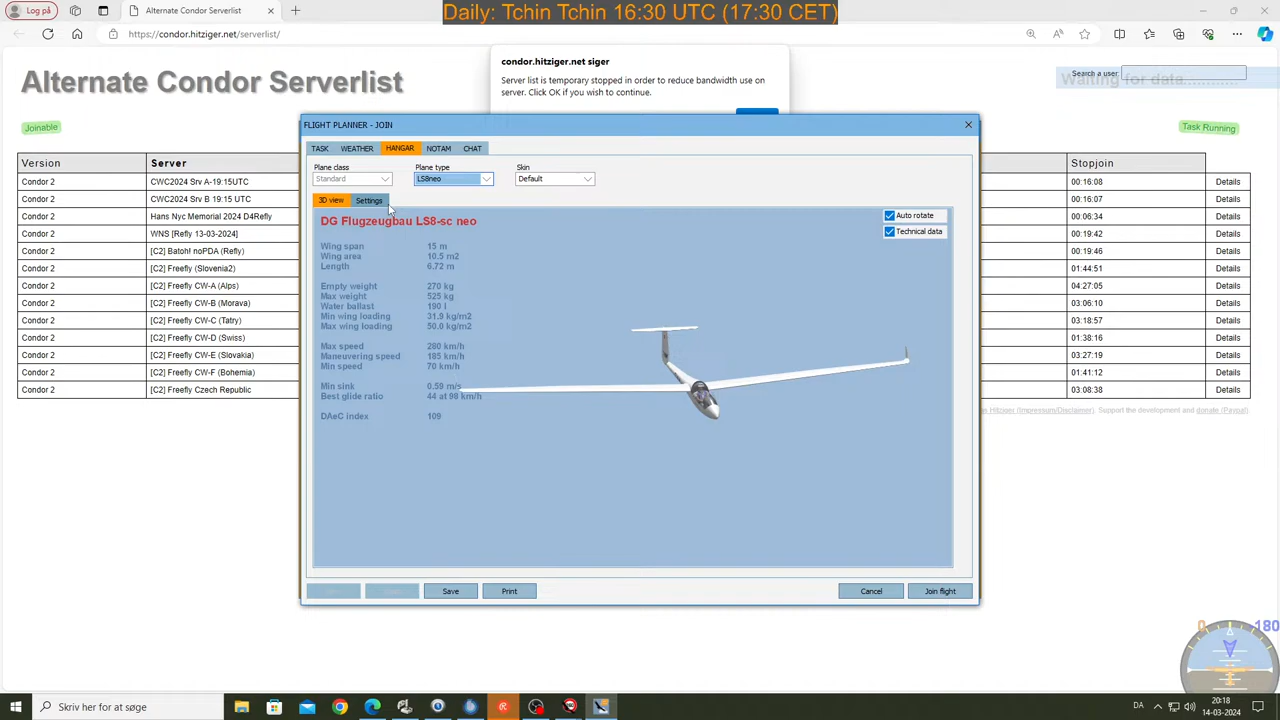 Daily: Tchin Tchin 16:30 UTC (17:30 CET)
Log på
Alternate Condor Serverlist
https://condor.hitziger.net/serverlist/
Alternate Condor Serverlist
condor.hitziger.net siger
Server list is temporary stopped in order to reduce bandwidth use on
server. Click OK if you wish to continue.
Search a user
Waiting for data...........
Joinable
Task Running
Version Server Stopjoin
Condor 2 CWC2024 Srv A-19:15UTC 00:16:08 Details
Condor 2 CWC2024 Srv B 19:15 UTC 00:16:07 Details
Condor 2 Hans Nyc Memorial 2024 D4Refly 00:06:34 Details
Condor 2 WNS [Refly 13-03-2024] 00:19:42 Details
Condor 2 [C2] Batoh! noPDA (Refly) 00:19:46 Details
Condor 2 [C2] Freefly (Slovenia2) 01:44:51 Details
Condor 2 [C2] Freefly CW-A (Alps) 04:27:05 Details
Condor 2 [C2] Freefly CW-B (Morava) 03:06:10 Details
Condor 2 [C2] Freefly CW-C (Tatry) 03:18:57 Details
Condor 2 [C2] Freefly CW-D (Swiss) 01:38:16 Details
Condor 2 [C2] Freefly CW-E (Slovakia) 03:27:19 Details
Condor 2 [C2] Freefly CW-F (Bohemia) 01:41:12 Details
Condor 2 [C2] Freefly Czech Republic 03:08:38 Details
(Impressum/Disclaimer). Support the development and donate (Paypal).
FLIGHT PLANNER - JOIN
TASK WEATHER HANGAR NOTAM CHAT
Plane class Plane type Skin
Standard LS8neo Default
3D view Settings
DG Flugzeugbau LS8-sc neo
Auto rotate
Technical data
Wing span 15 m
Wing area 10.5 m2
Length 6.72 m
Empty weight 270 kg
Max weight 525 kg
Water ballast 190 l
Min wing loading 31.9 kg/m2
Max wing loading 50.0 kg/m2
Max speed 280 km/h
Maneuvering speed 185 km/h
Min speed 70 km/h
Min sink 0.59 m/s
Best glide ratio 44 at 98 km/h
DAeC index 109
Save Print Cancel Join flight
0 -180
Skriv her for at søge
DA
20:18
14-03-2024